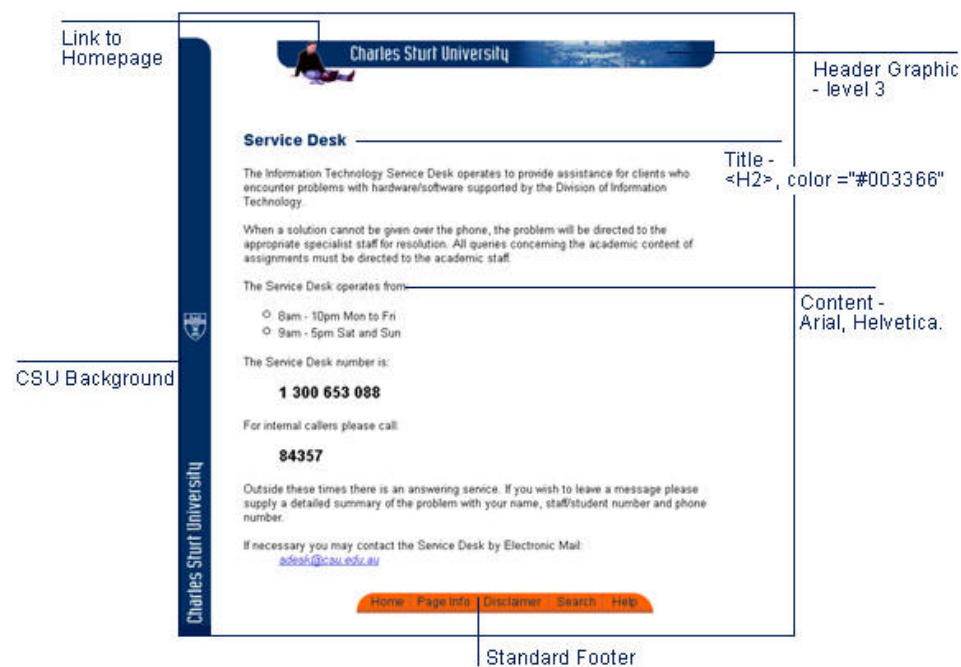 Link to
Homepage
Charles Sturt University
Header Graphic
- level 3
Service Desk
Title -
<H2>, color ="#003366"
The Information Technology Service Desk operates to provide assistance for clients who
encounter problems with hardware/software supported by the Division of Information
Technology.
When a solution cannot be given over the phone, the problem will be directed to the
appropriate specialist staff for resolution. All queries concerning the academic content of
assignments must be directed to the academic staff.
The Service Desk operates from:
8am - 10pm Mon to Fri
9am - 5pm Sat and Sun
Content -
Arial, Helvetica.
The Service Desk number is:
CSU Background
1 300 653 088
For internal callers please call:
84357
Outside these times there is an answering service. If you wish to leave a message please
supply a detailed summary of the problem with your name, staff/student number and phone
number.
If necessary you may contact the Service Desk by Electronic Mail:
sdesk@csu.edu.au
Charles Sturt University
Home Page Info Disclaimer Search Help
Standard Footer